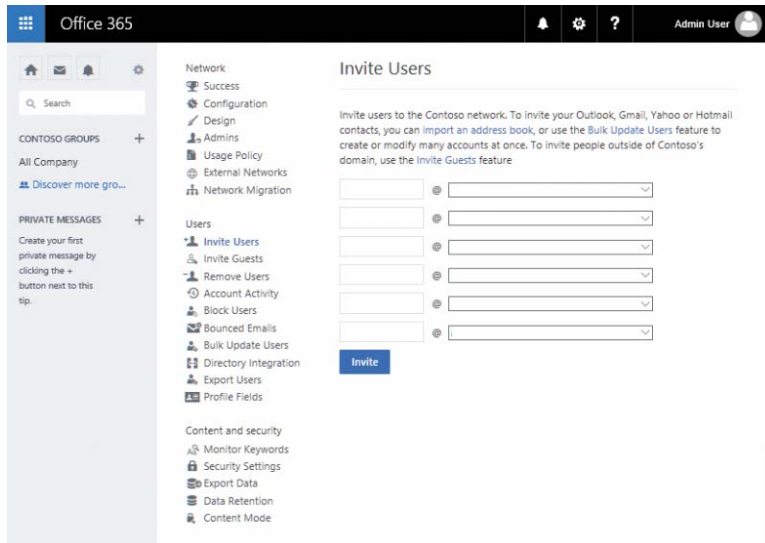 Office 365
?
Admin User
Search
CONTOSO GROUPS +
All Company
Discover more gro...
PRIVATE MESSAGES +
Create your first
private message by
clicking the +
button next to this
tip.
Network
Success
Configuration
Design
Admins
Usage Policy
External Networks
Network Migration
Users
Invite Users
Invite Guests
Remove Users
Account Activity
Block Users
Bounced Emails
Bulk Update Users
Directory Integration
Export Users
Profile Fields
Content and security
Monitor Keywords
Security Settings
Export Data
Data Retention
Content Mode
Invite Users
Invite users to the Contoso network. To invite your Outlook, Gmail, Yahoo or Hotmail
contacts, you can import an address book, or use the Bulk Update Users feature to
create or modify many accounts at once. To invite people outside of Contoso's
domain, use the Invite Guests feature
@
@
@
@
@
@
Invite